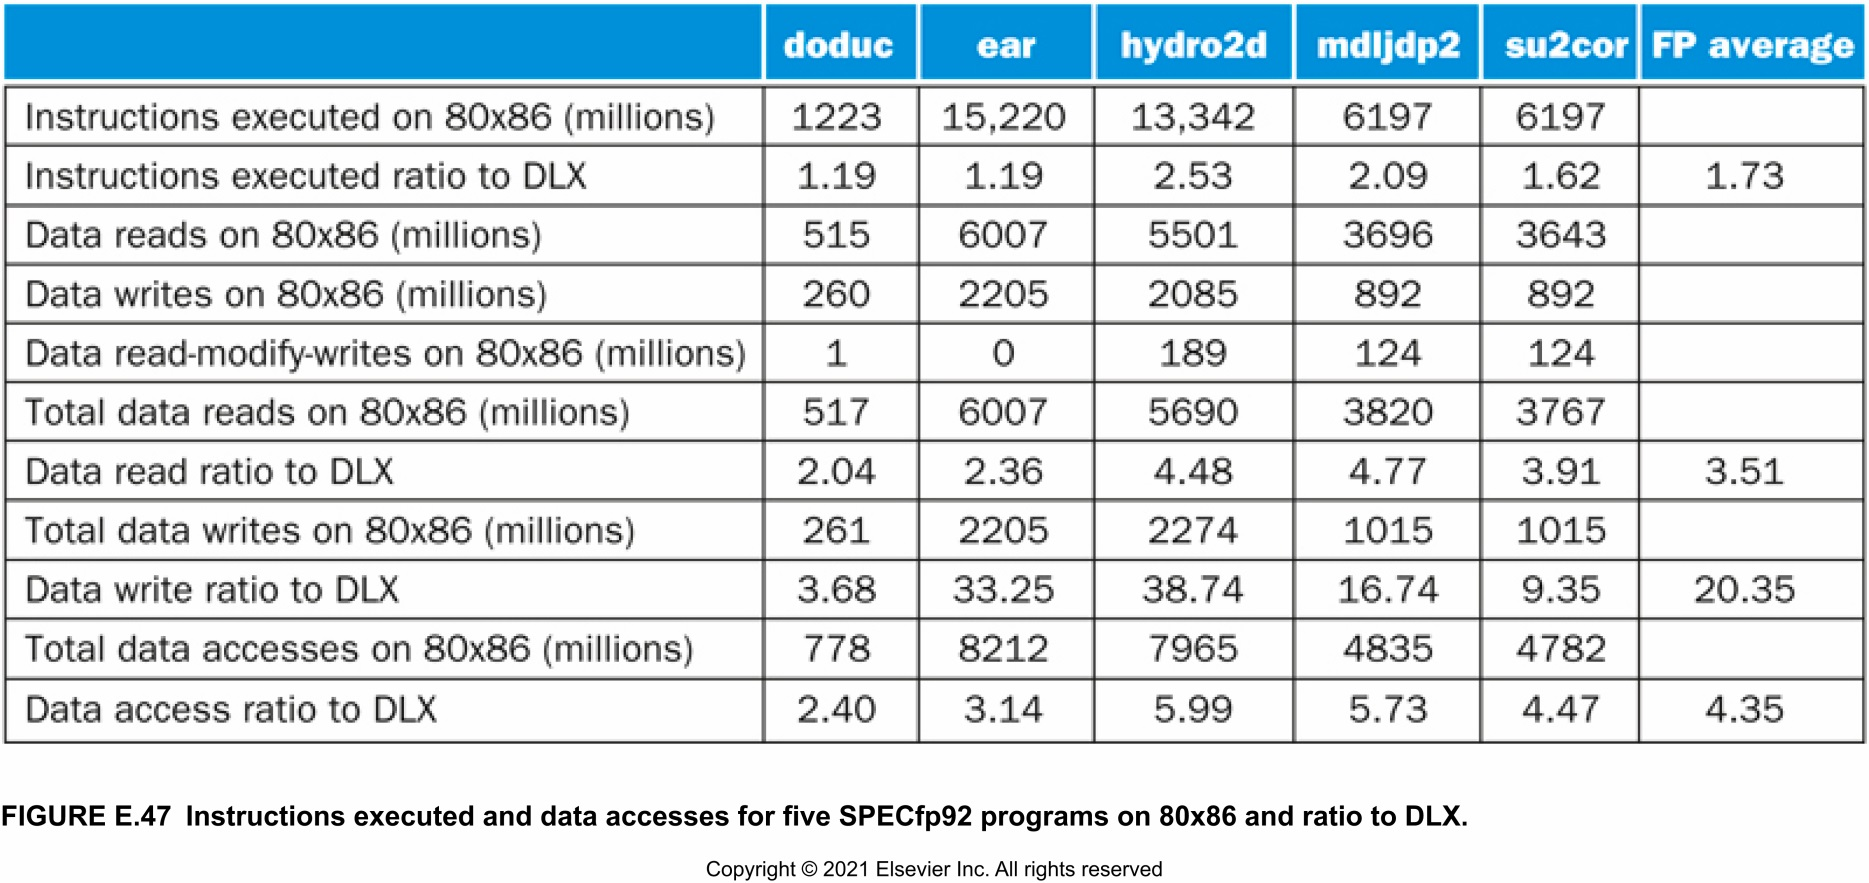 doduc ear hydro2d mdljdp2 su2cor FP average
Instructions executed on 80x86 (millions) 1223 15,220 13,342 6197 6197
Instructions executed ratio to DLX 1.19 1.19 2.53 2.09 1.62 1.73
Data reads on 80x86 (millions) 515 6007 5501 3696 3643
Data writes on 80x86 (millions) 260 2205 2085 892 892
Data read-modify-writes on 80x86 (millions) 1 0 189 124 124
Total data reads on 80x86 (millions) 517 6007 5690 3820 3767
Data read ratio to DLX 2.04 2.36 4.48 4.77 3.91 3.51
Total data writes on 80x86 (millions) 261 2205 2274 1015 1015
Data write ratio to DLX 3.68 33.25 38.74 16.74 9.35 20.35
Total data accesses on 80x86 (millions) 778 8212 7965 4835 4782
Data access ratio to DLX 2.40 3.14 5.99 5.73 4.47 4.35
FIGURE E.47 Instructions executed and data accesses for five SPECfp92 programs on 80x86 and ratio to DLX.
Copyright © 2021 Elsevier Inc. All rights reserved